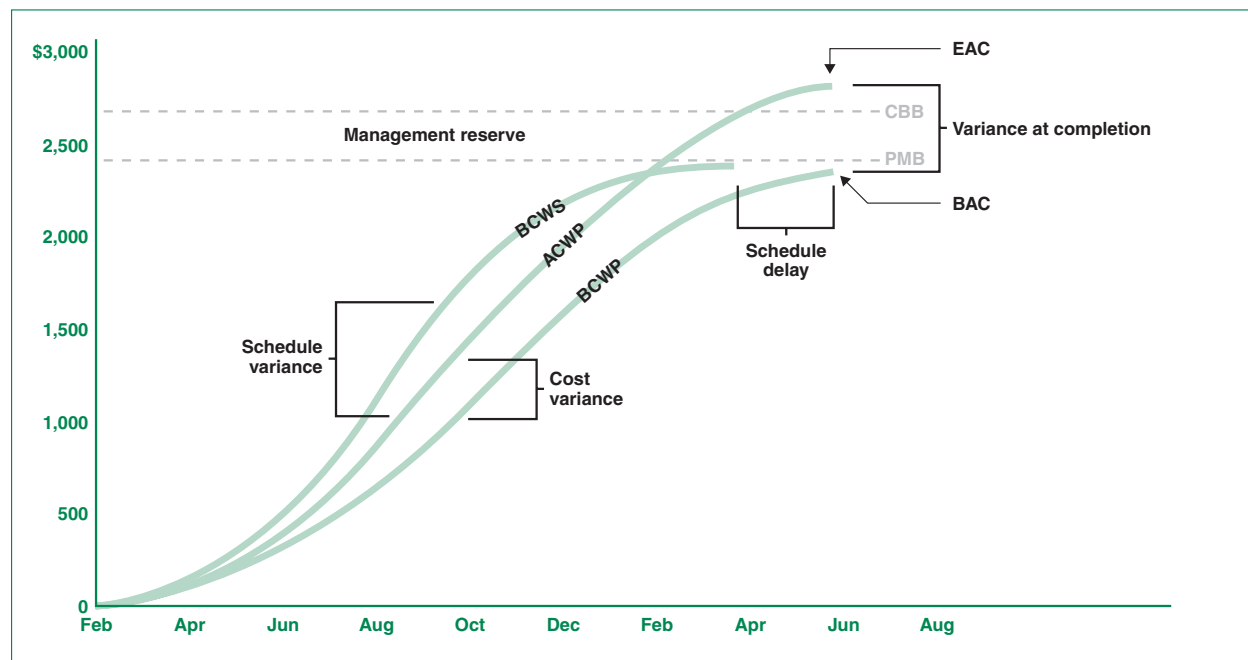 $3,000
EAC
CBB
Management reserve
Variance at completion
2,500
PMB
BCWS
ACWP
BCWP
BAC
2,000
Schedule
delay
1,500
Schedule
variance
Cost
variance
1,000
500
0
Feb Apr Jun Aug Oct Dec Feb Apr Jun Aug